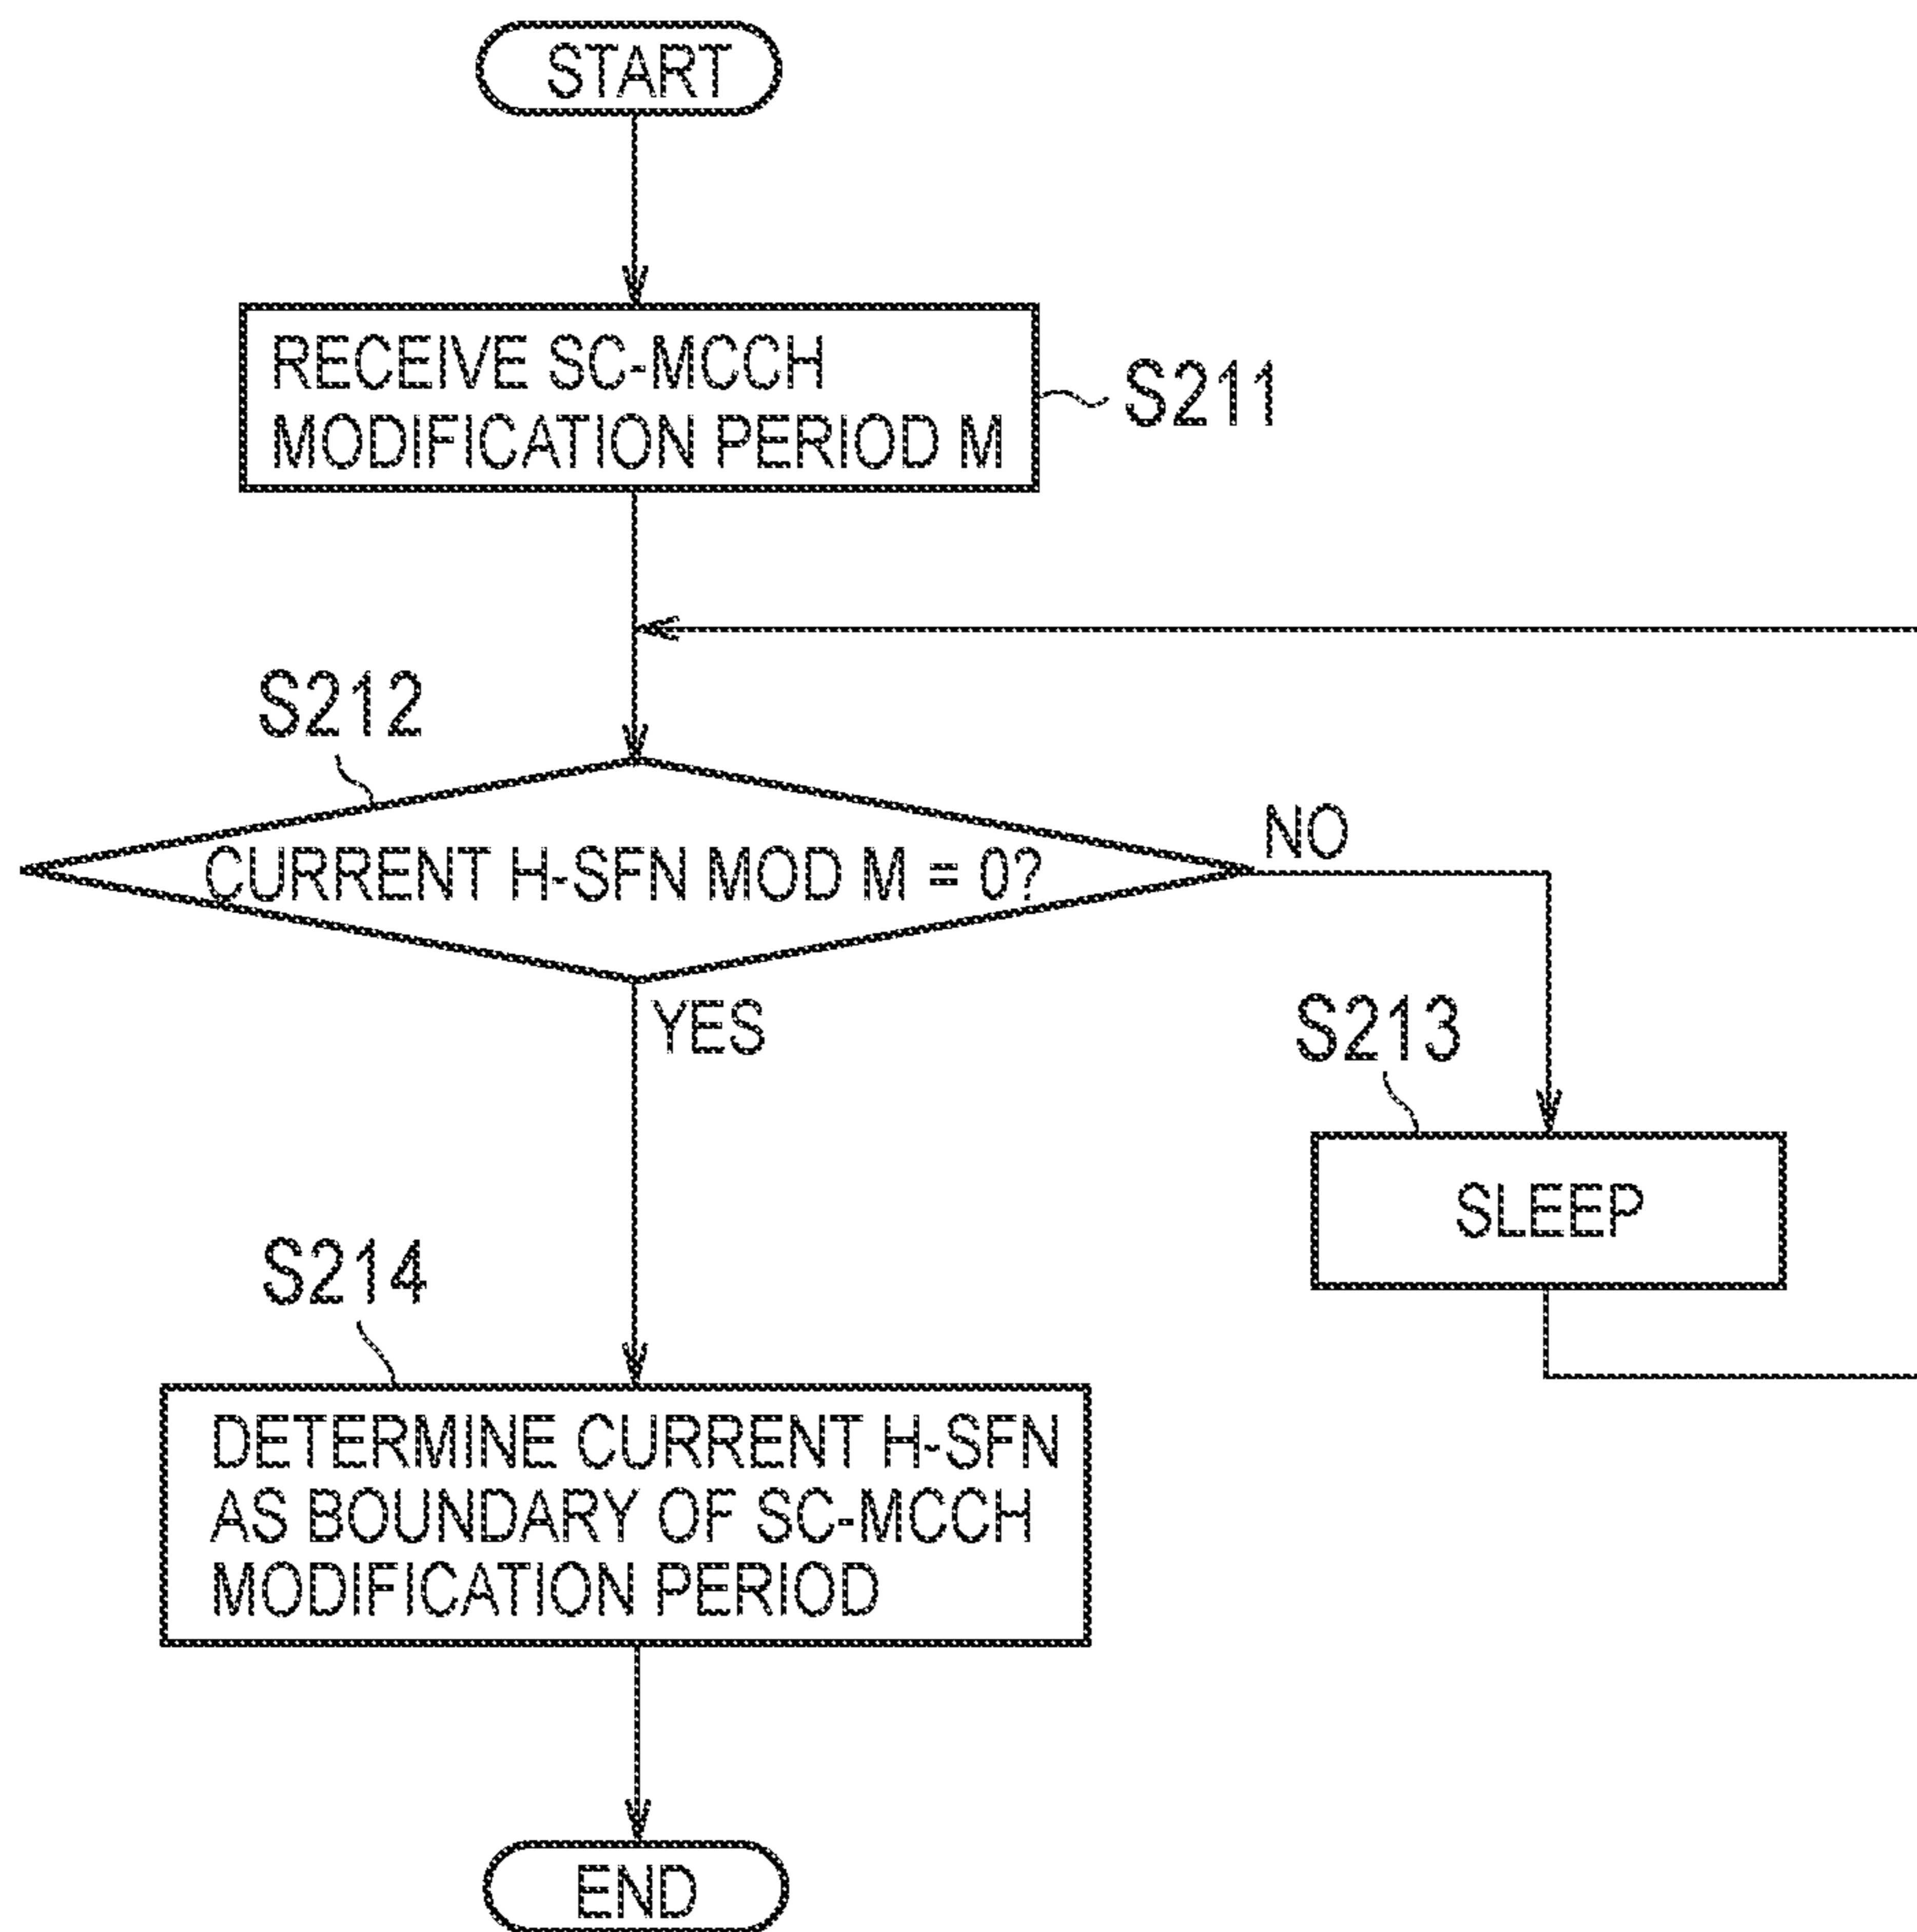 START
RECEIVE SC-MCCH
MODIFICATION PERIOD M
S211
S212
CURRENT H-SFN MOD M = 0?
NO
YES
S213
SLEEP
S214
DETERMINE CURRENT H-SFN
AS BOUNDARY OF SC-MCCH
MODIFICATION PERIOD
END